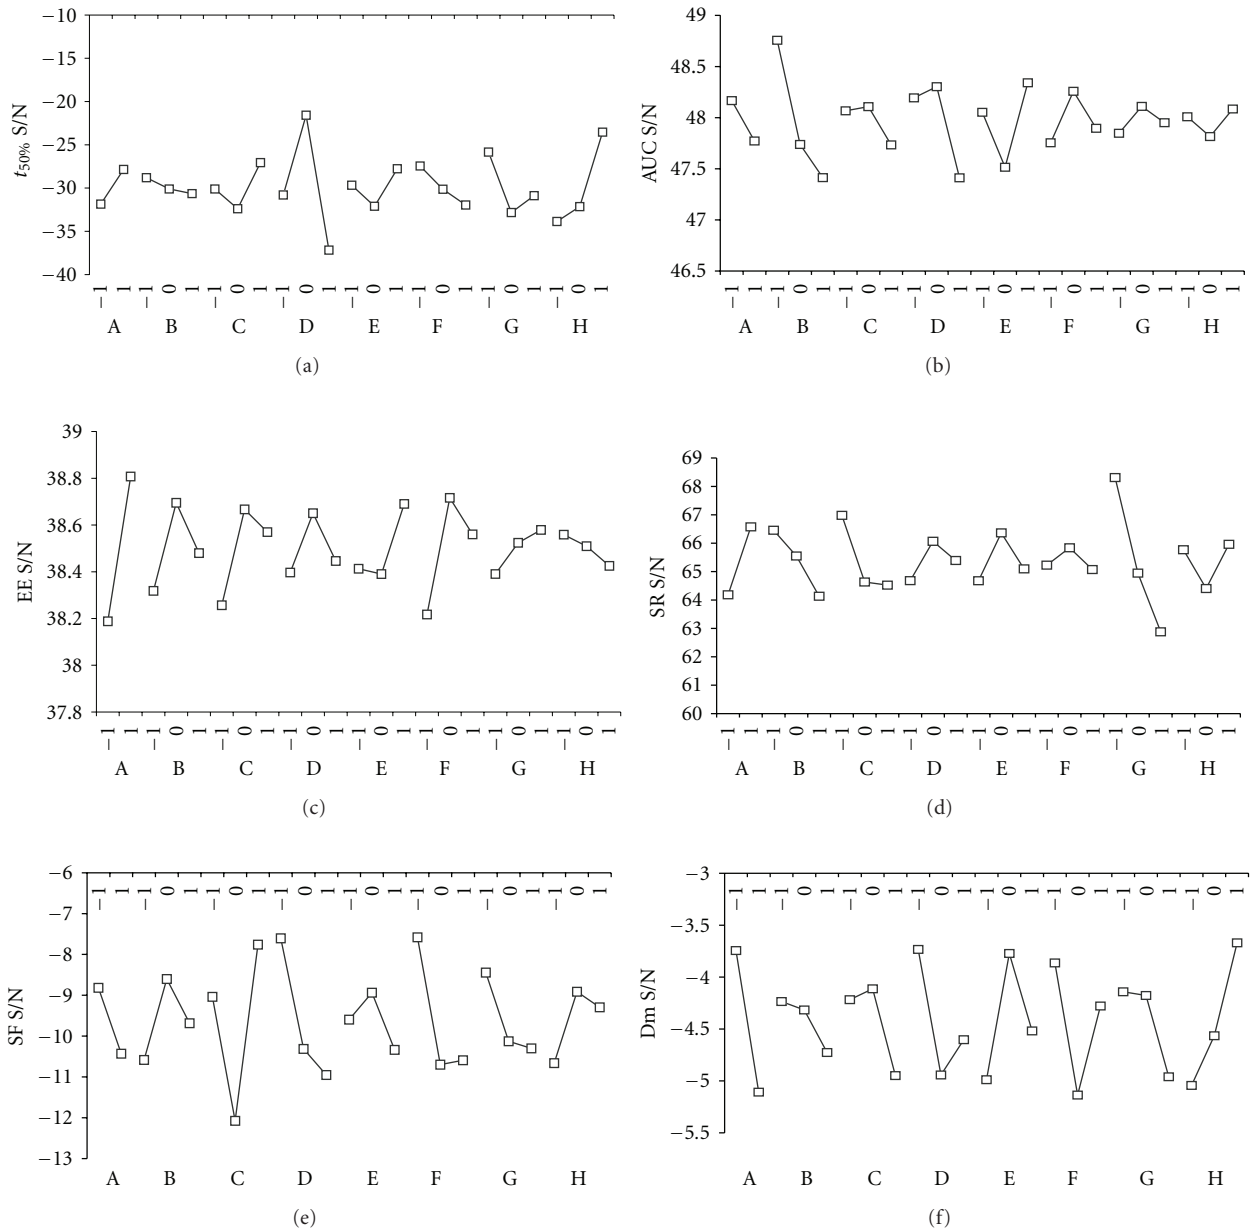 −10
−15
−20
−25
−30
−35
−40
t50% S/N
−1 1 −1 0 1 −1 0 1 −1 0 1 −1 0 1 −1 0 1 −1 0 1 −1 0 1
A B C D E F G H
(a)
49
48.5
48
47.5
47
46.5
AUC S/N
−1 1 −1 0 1 −1 0 1 −1 0 1 −1 0 1 −1 0 1 −1 0 1 −1 0 1
A B C D E F G H
(b)
39
38.8
38.6
38.4
38.2
38
37.8
EE S/N
−1 1 −1 0 1 −1 0 1 −1 0 1 −1 0 1 −1 0 1 −1 0 1 −1 0 1
A B C D E F G H
(c)
69
68
67
66
65
64
63
62
61
60
SR S/N
−1 1 −1 0 1 −1 0 1 −1 0 1 −1 0 1 −1 0 1 −1 0 1 −1 0 1
A B C D E F G H
(d)
−6
−7
−8
−9
−10
−11
−12
−13
SF S/N
−1 1 −1 0 1 −1 0 1 −1 0 1 −1 0 1 −1 0 1 −1 0 1 −1 0 1
A B C D E F G H
(e)
−3
−3.5
−4
−4.5
−5
−5.5
Dm S/N
−1 1 −1 0 1 −1 0 1 −1 0 1 −1 0 1 −1 0 1 −1 0 1 −1 0 1
A B C D E F G H
(f)